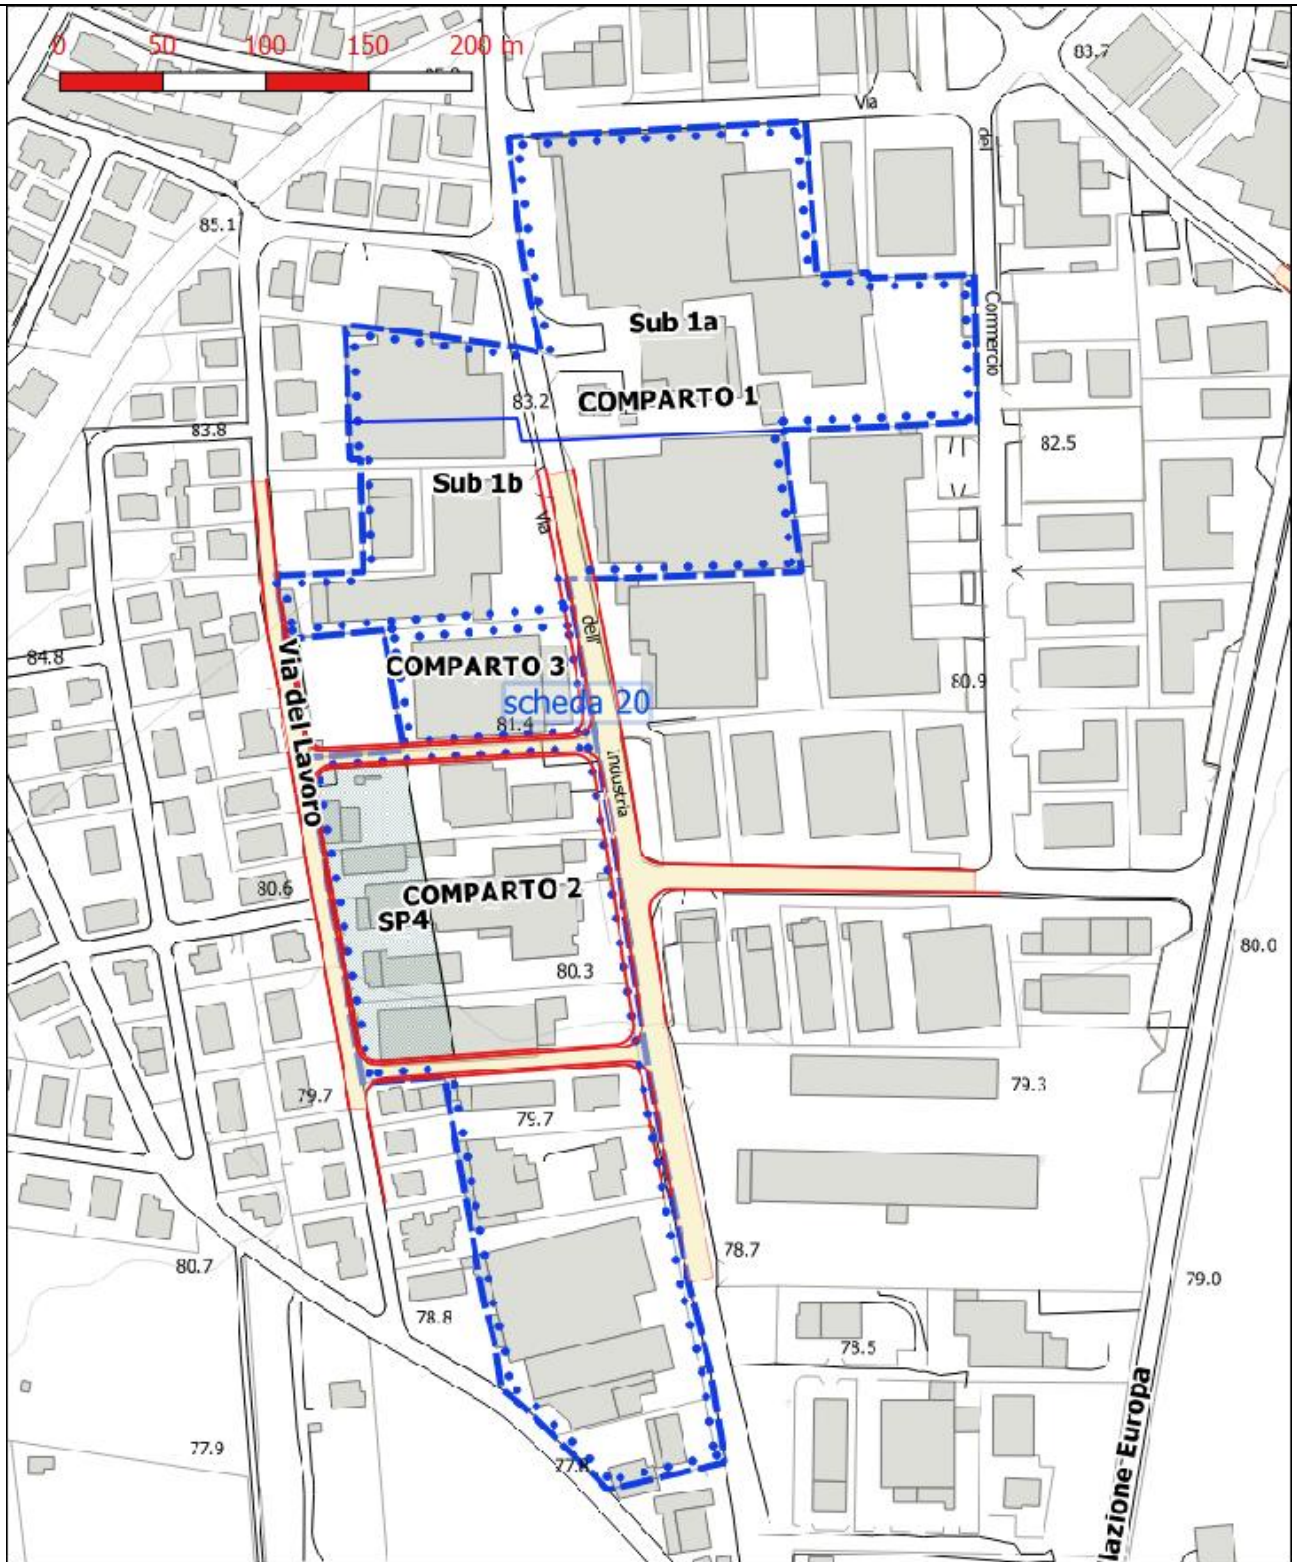 0 50 100 150 200 m
83.7
Via
del
85.1
Commercio
Sub 1a
COMPARTO 1
83.2
83.8
82.5
Sub 1b
Via
dell'
84.8
COMPARTO 3
80.9
scheda 20
81.4
Via del Lavoro
Industria
80.6
COMPARTO 2
SP4
80.3
80.0
79.7
79.3
79.7
78.7
80.7
79.0
78.8
78.5
77.9
lazione Europa